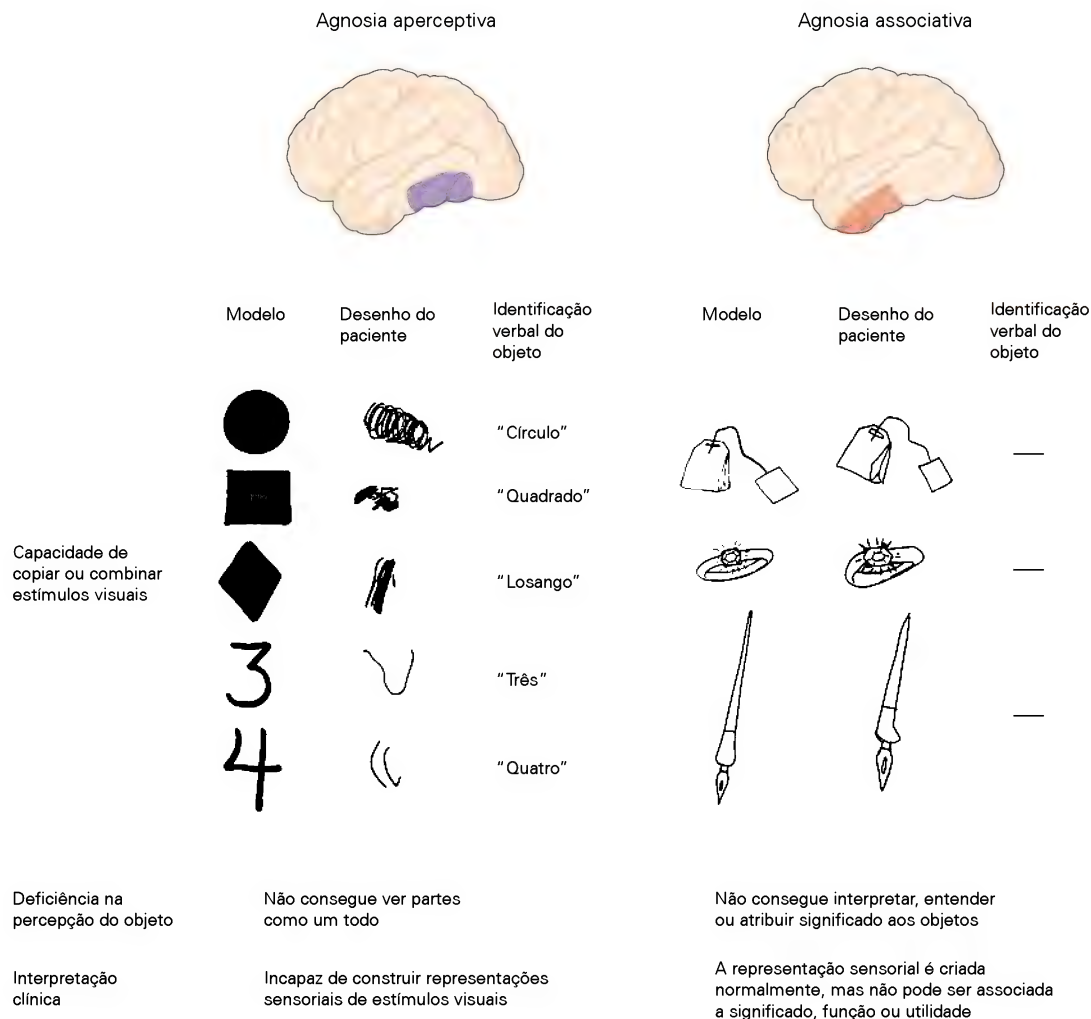 Agnosia aperceptiva
Agnosia associativa
Modelo
Desenho do
paciente
Identificação
verbal do
objeto
Modelo
Desenho do
paciente
Identificação
verbal do
objeto
Capacidade de
copiar ou combinar
estímulos visuais
"Círculo"
"Quadrado"
"Losango"
3
"Três"
4
"Quatro"
Deficiência na
percepção do objeto
Não consegue ver partes
como um todo
Não consegue interpretar, entender
ou atribuir significado aos objetos
Interpretação
clínica
Incapaz de construir representações
sensoriais de estímulos visuais
A representação sensorial é criada
normalmente, mas não pode ser associada
a significado, função ou utilidade